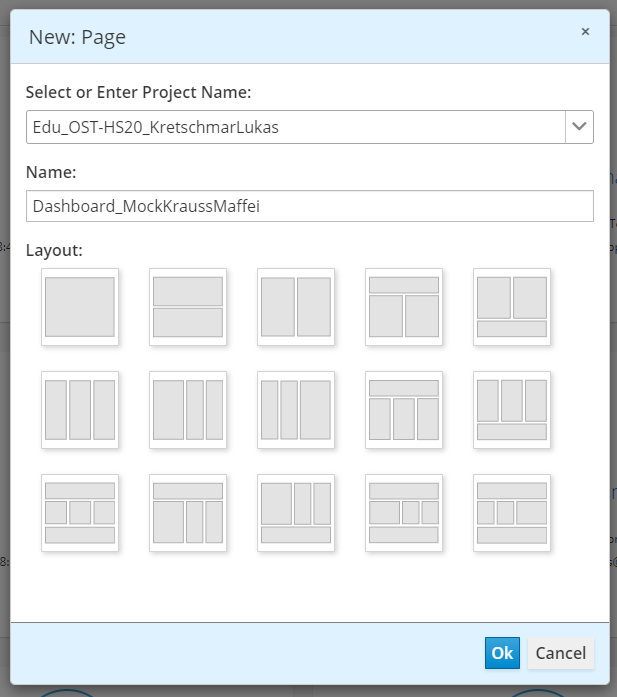 New: Page
×
Select or Enter Project Name:
Edu_OST-HS20_KretschmarLukas
Name:
Dashboard_MockKraussMaffei
Layout:
Ok
Cancel